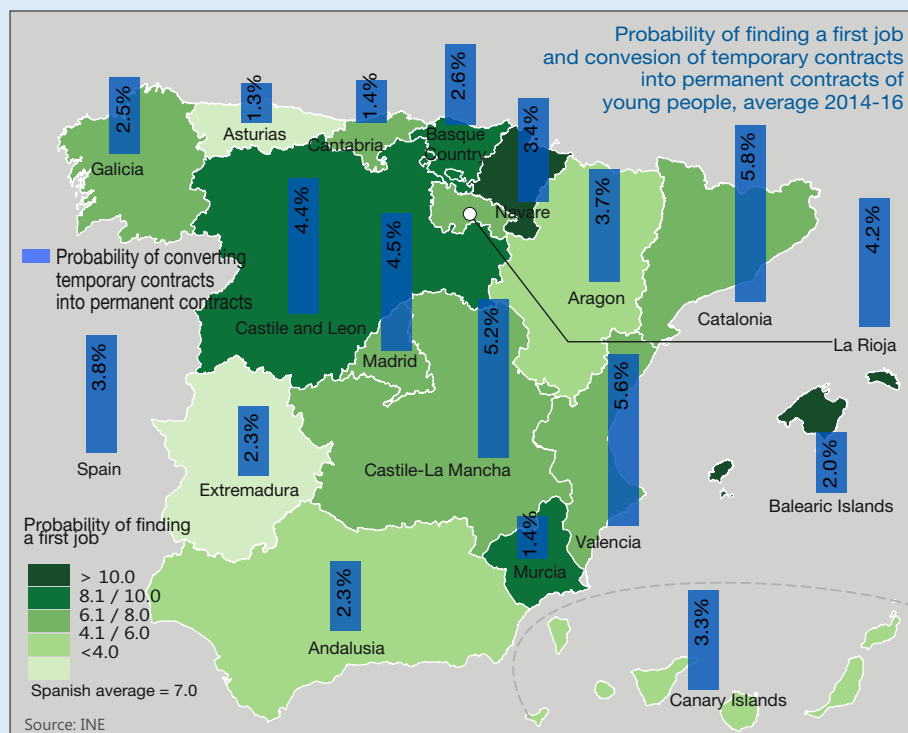 Probability of finding a first job
and convesion of temporary contracts
into permanent contracts of
young people, average 2014-16
2.5%
Galicia
1.3%
Asturias
1.4%
Cantabria
2.6%
Basque
Country
3.4%
Navare
3.7%
Aragon
5.8%
Catalonia
4.2%
La Rioja
4.4%
Castile and Leon
4.5%
Madrid
Probability of converting
temporary contracts
into permanent contracts
3.8%
Spain
5.2%
Castile-La Mancha
5.6%
Valencia
2.3%
Extremadura
2.0%
Balearic Islands
1.4%
Murcia
2.3%
Andalusia
3.3%
Canary Islands
Probability of finding
a first job
> 10.0
8.1 / 10.0
6.1 / 8.0
4.1 / 6.0
<4.0
Spanish average = 7.0
Source: INE